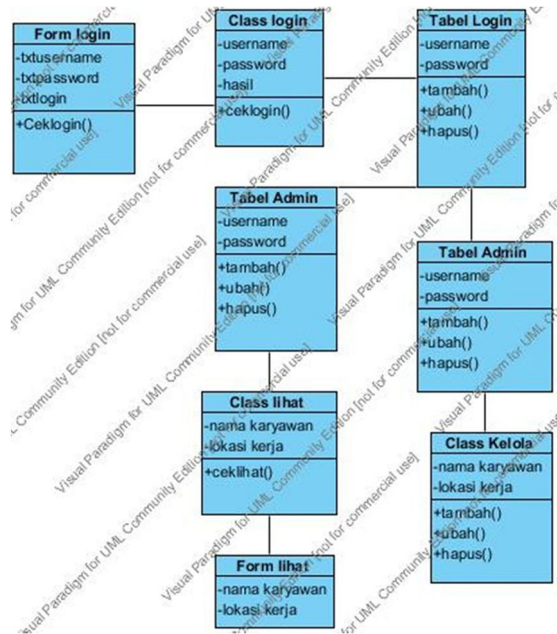 Form login
-txtusername
-txtpassword
-txtlogin
+Ceklogin()
Class login
-username
-password
-hasil
+ceklogin()
Tabel Login
-username
-password
+tambah()
+ubah()
+hapus()
Tabel Admin
-username
-password
+tambah()
+ubah()
+hapus()
Tabel Admin
-username
-password
+tambah()
+ubah()
+hapus()
Class lihat
-nama karyawan
-lokasi kerja
+ceklihat()
Class Kelola
-nama karyawan
-lokasi kerja
+tambah()
+ubah()
+hapus()
Form lihat
-nama karyawan
-lokasi kerja
Visual Paradigm for UML Community Edition [not for commercial use]